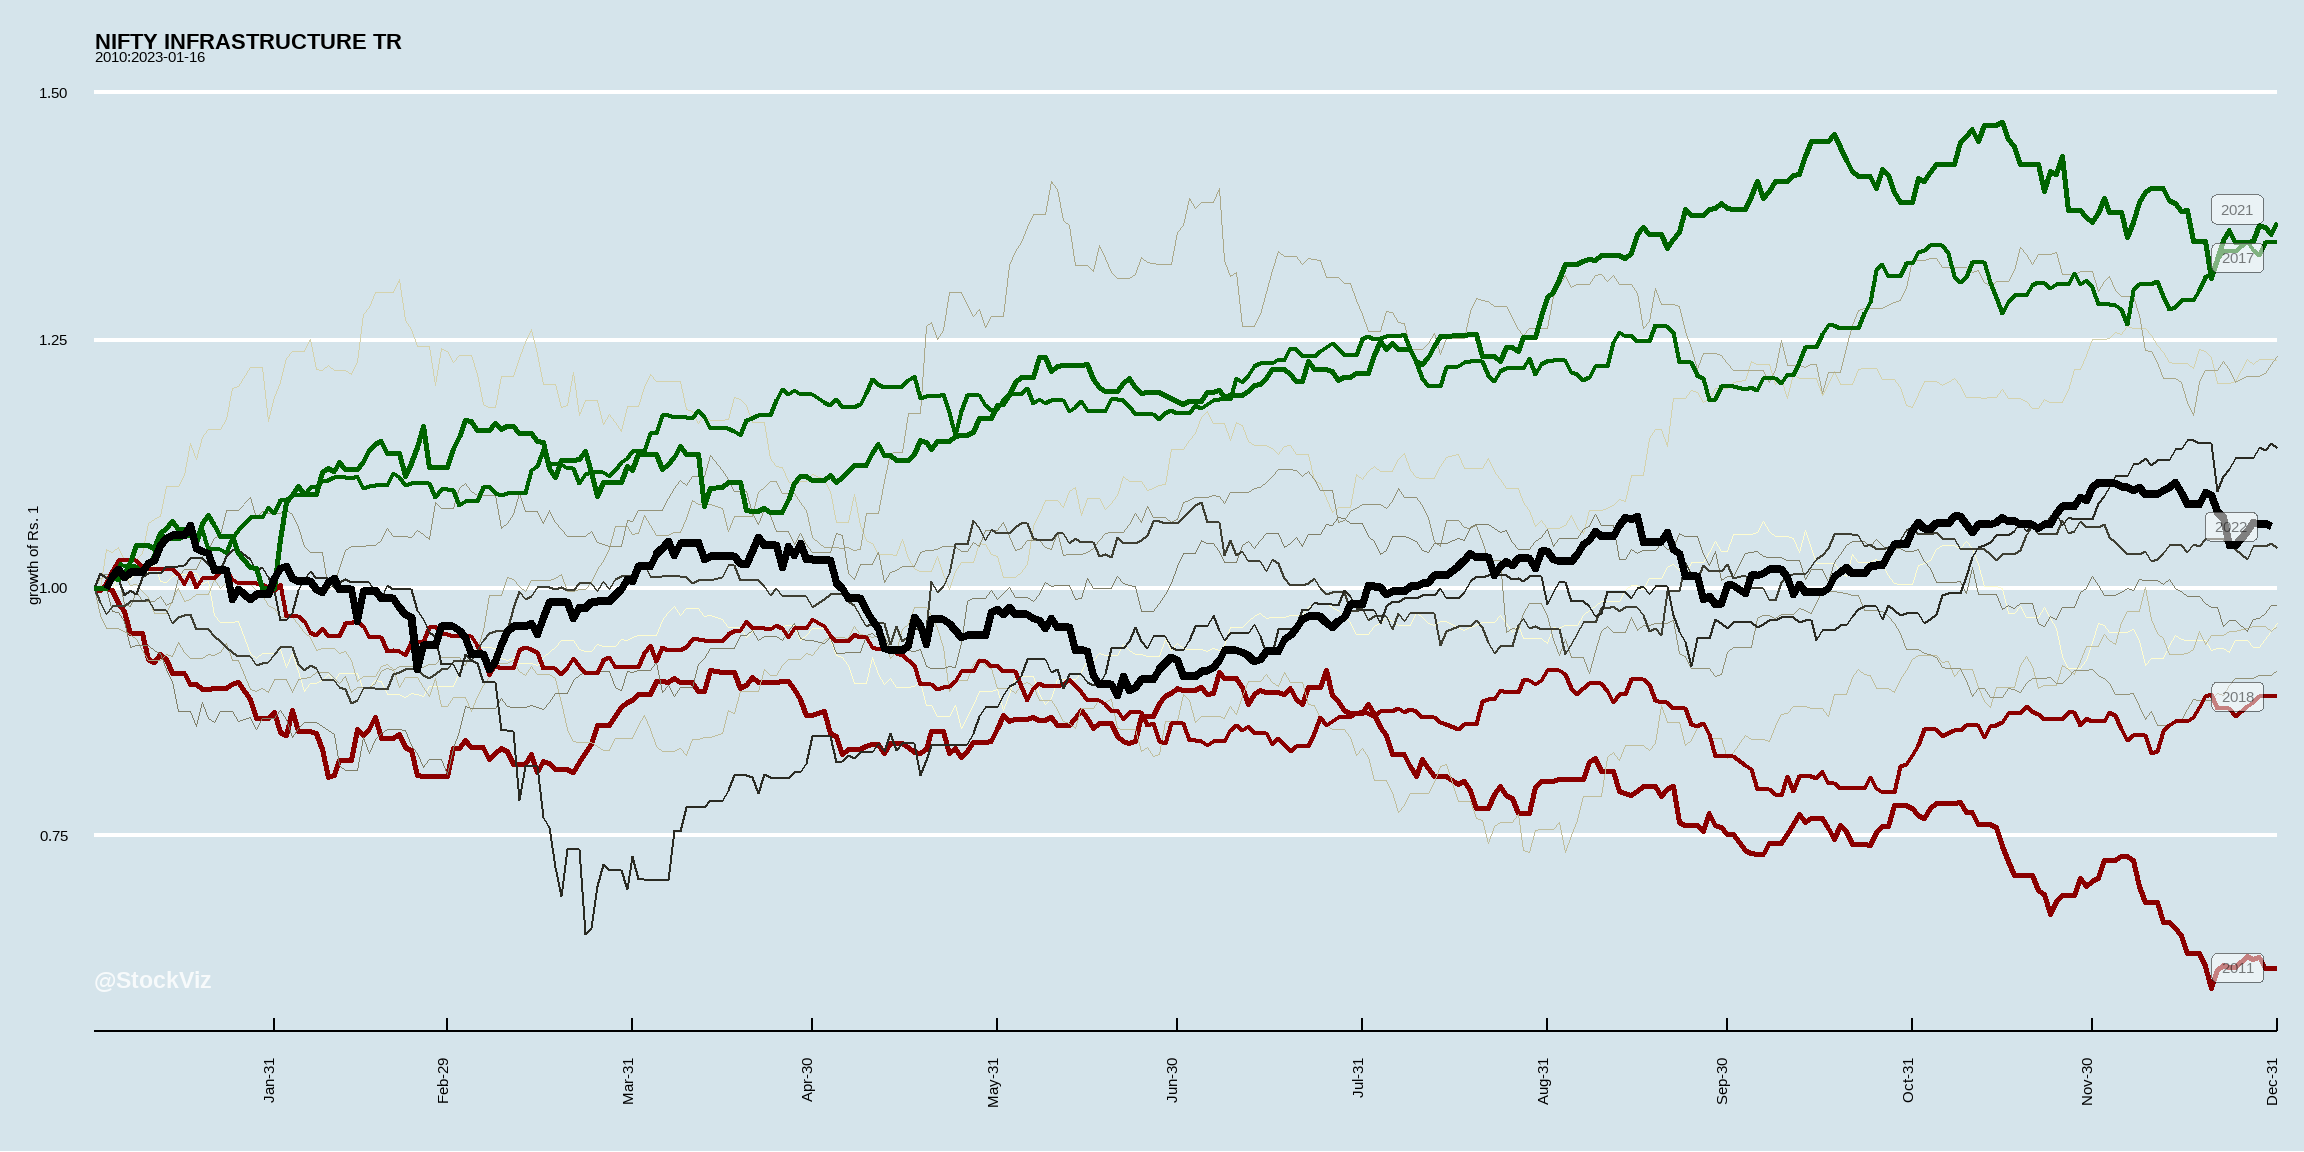 NIFTY INFRASTRUCTURE TR
2010:2023-01-16
growth of Rs. 1
1.50
1.25
1.00
0.75
2021
2017
2022
2018
2011
@StockViz
Jan-31
Feb-29
Mar-31
Apr-30
May-31
Jun-30
Jul-31
Aug-31
Sep-30
Oct-31
Nov-30
Dec-31